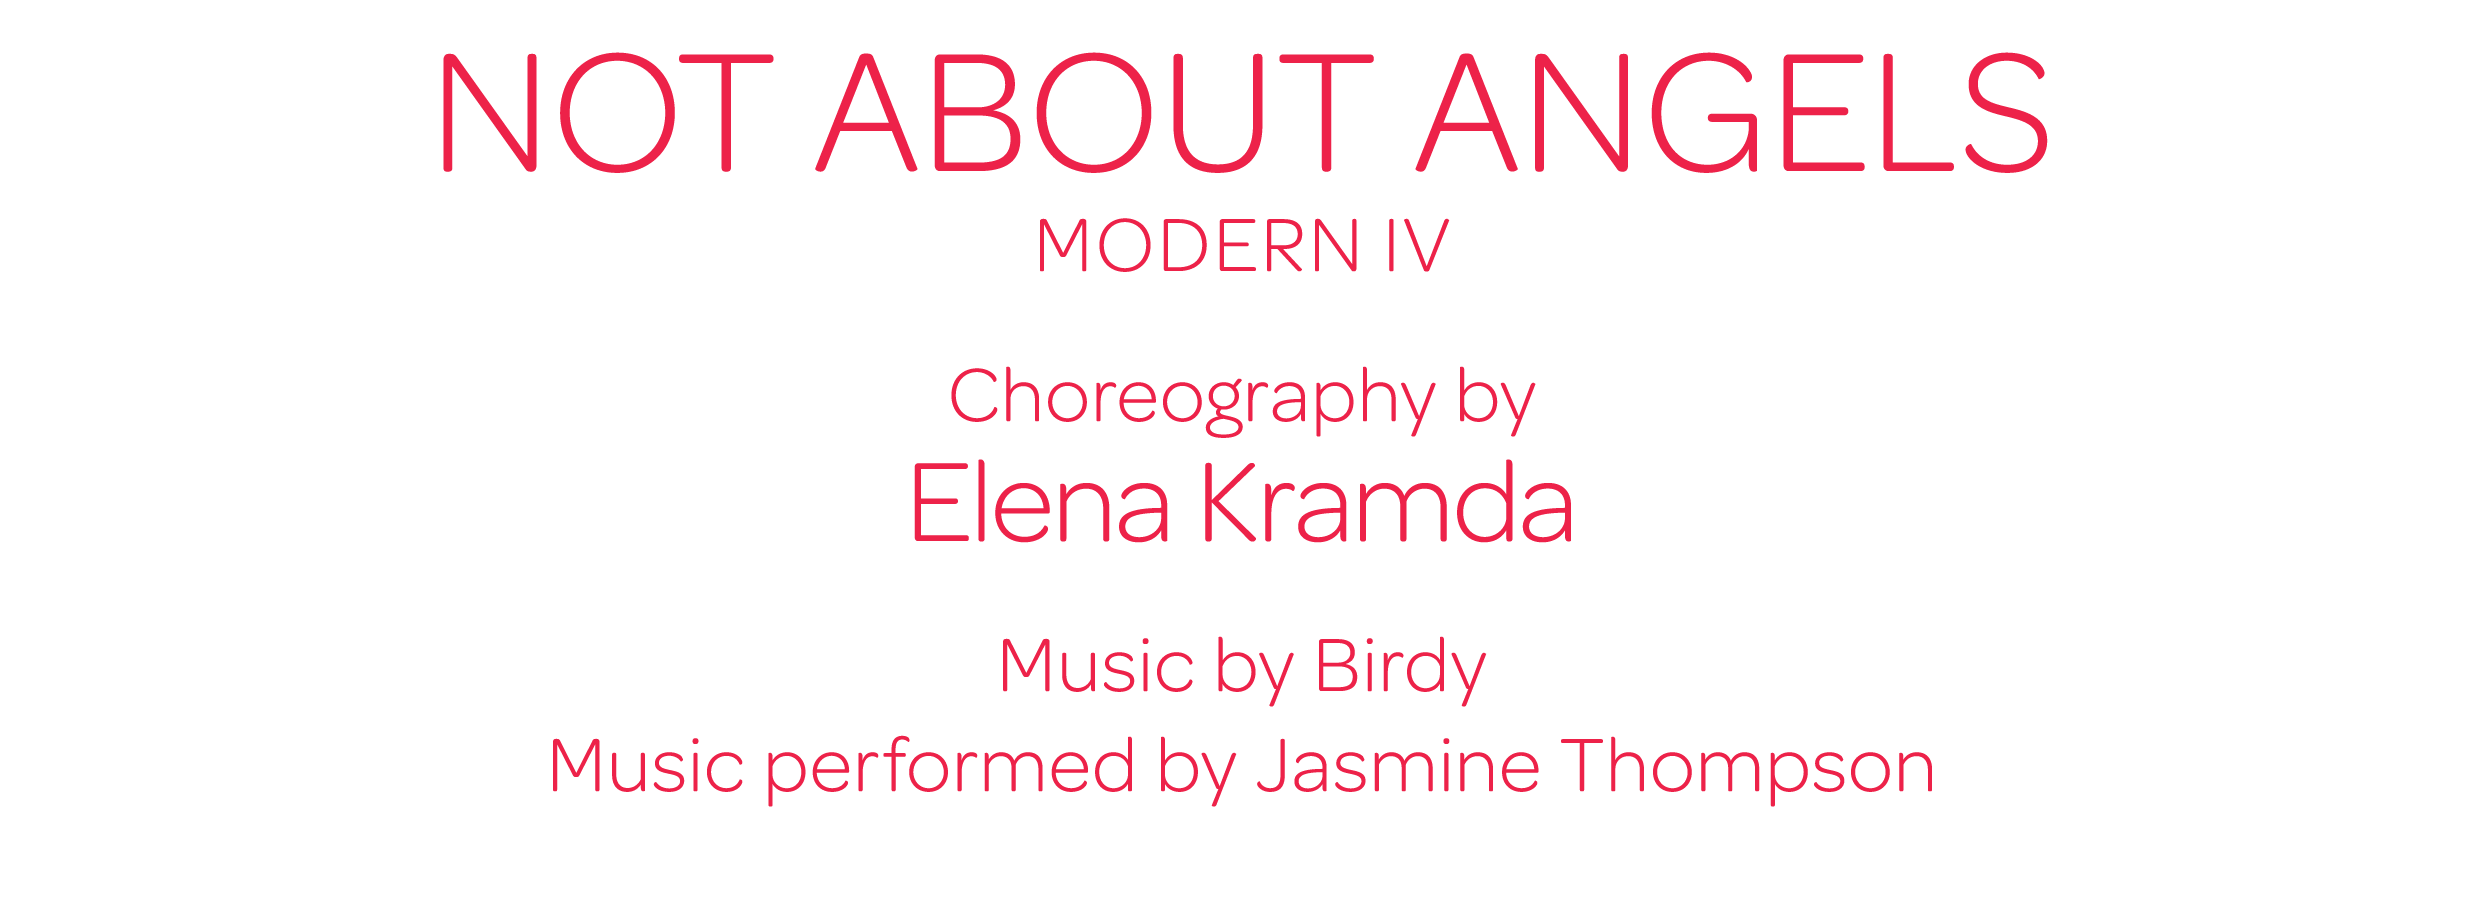 NOT ABOUT ANGELS
MODERN IV
Choreography by
Elena Kramda
Music by Birdy
Music performed by Jasmine Thompson